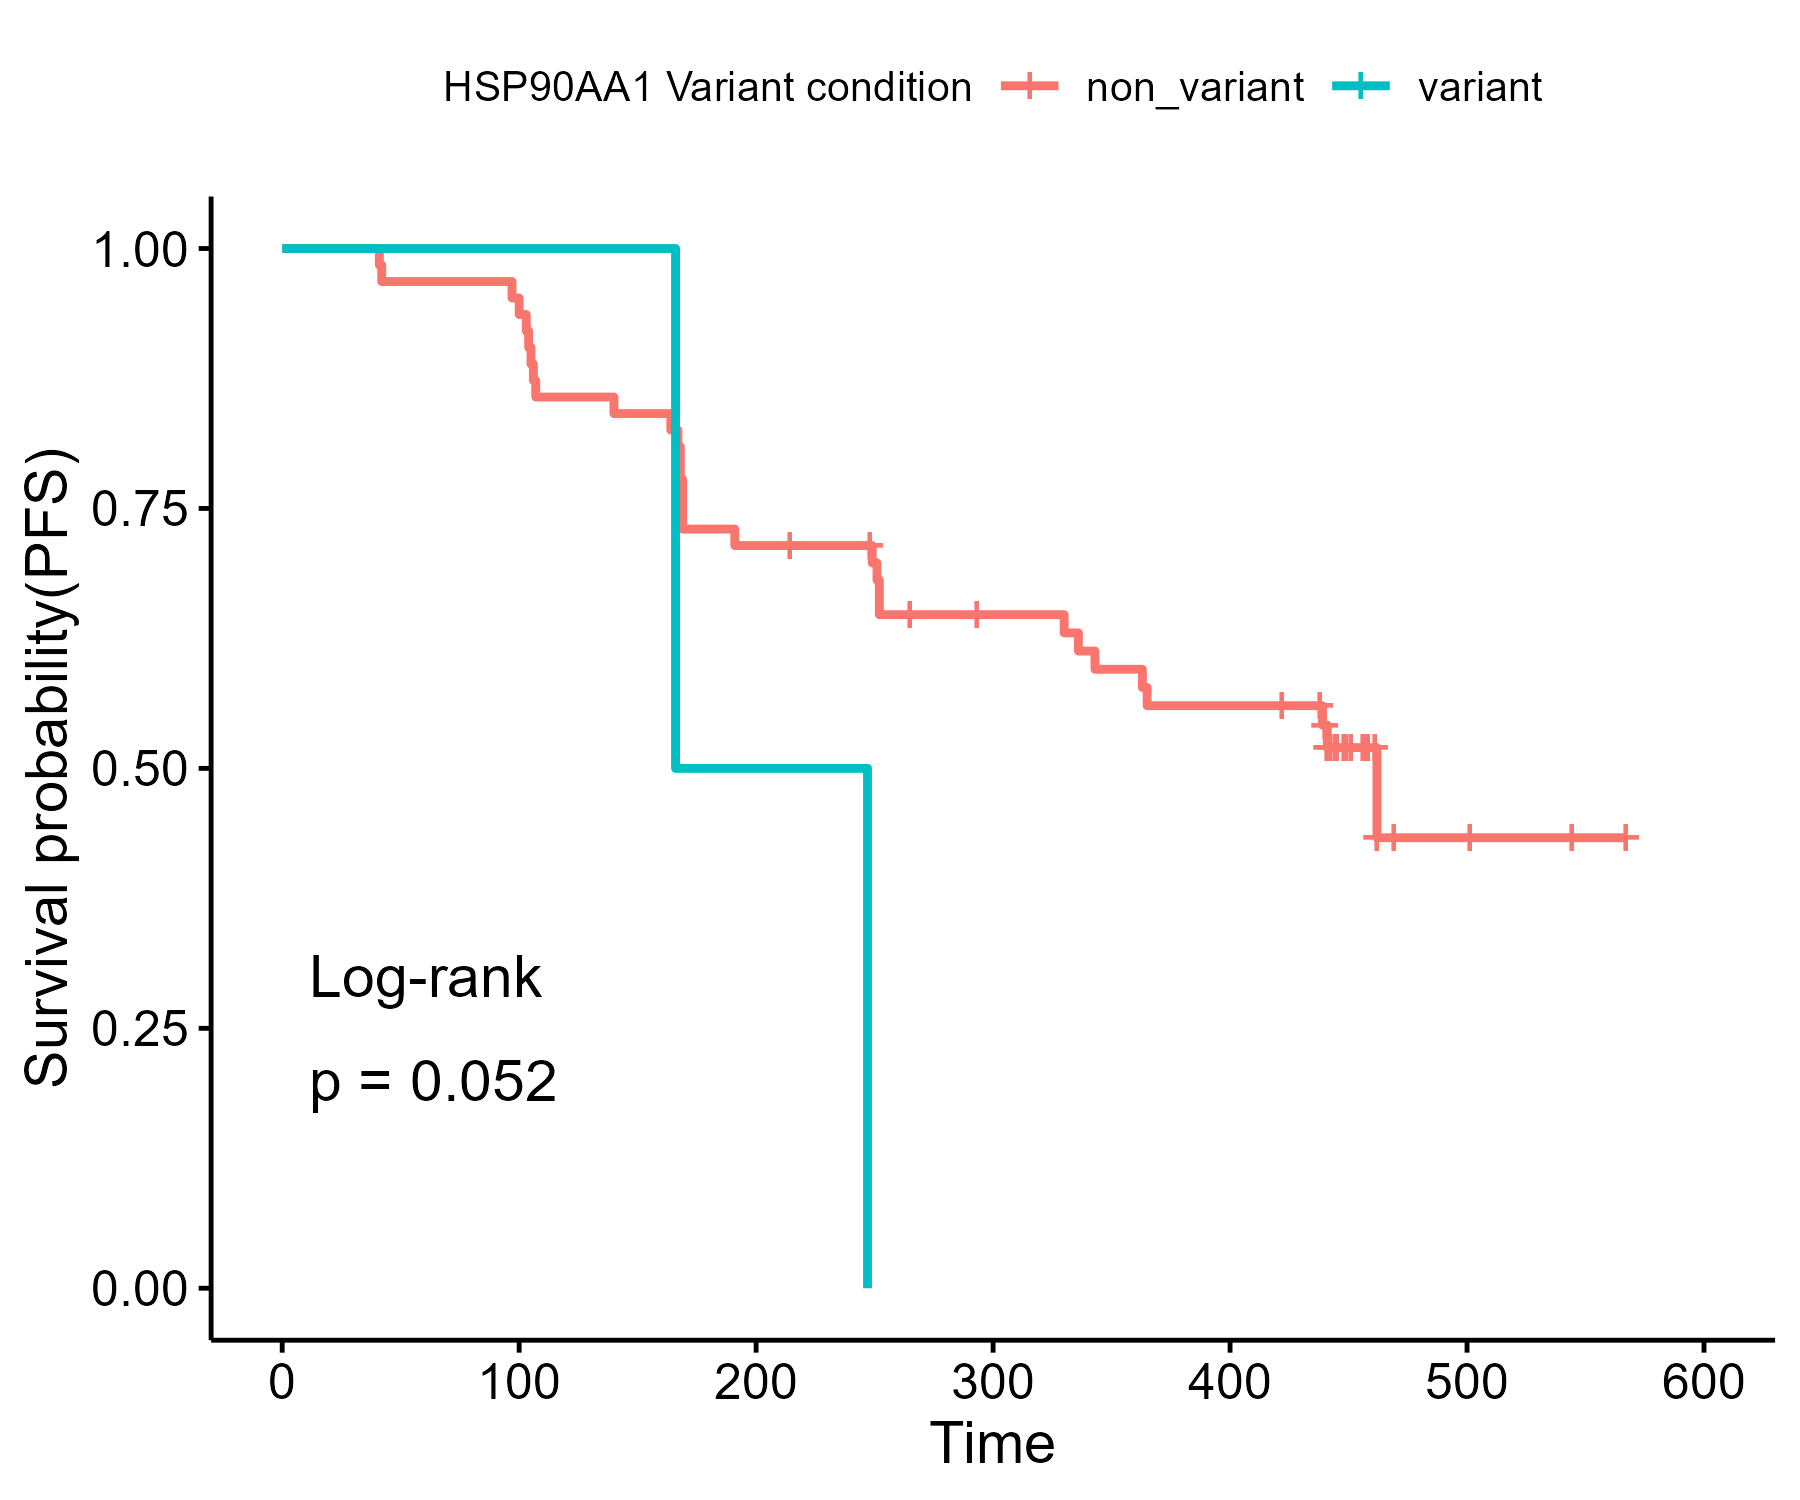 HSP90AA1 Variant condition non_variant variant
Survival probability(PFS)
1.00
0.75
0.50
0.25
0.00
Log-rank
p = 0.052
0 100 200 300 400 500 600
Time